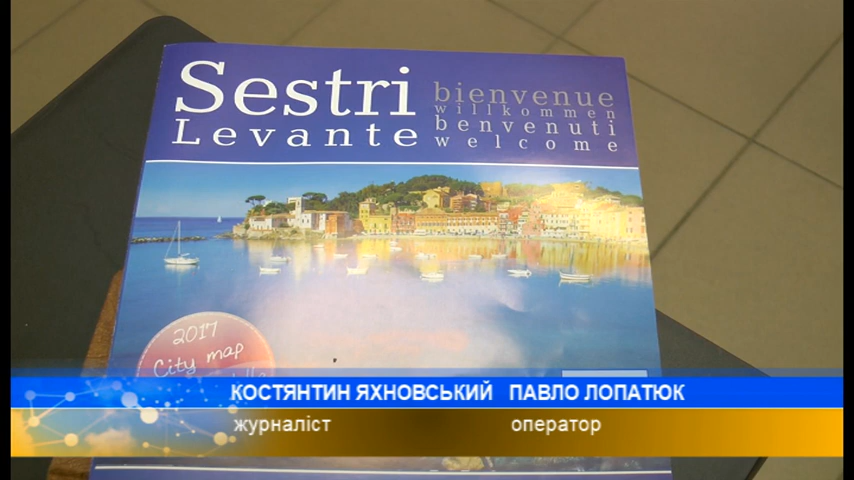 Sestri
Levante
bienvenue
willkommen
benvenuti
welcome
2017
City map
КОСТЯНТИН ЯХНОВСЬКИЙ ПАВЛО ЛОПАТЮК
журналіст оператор